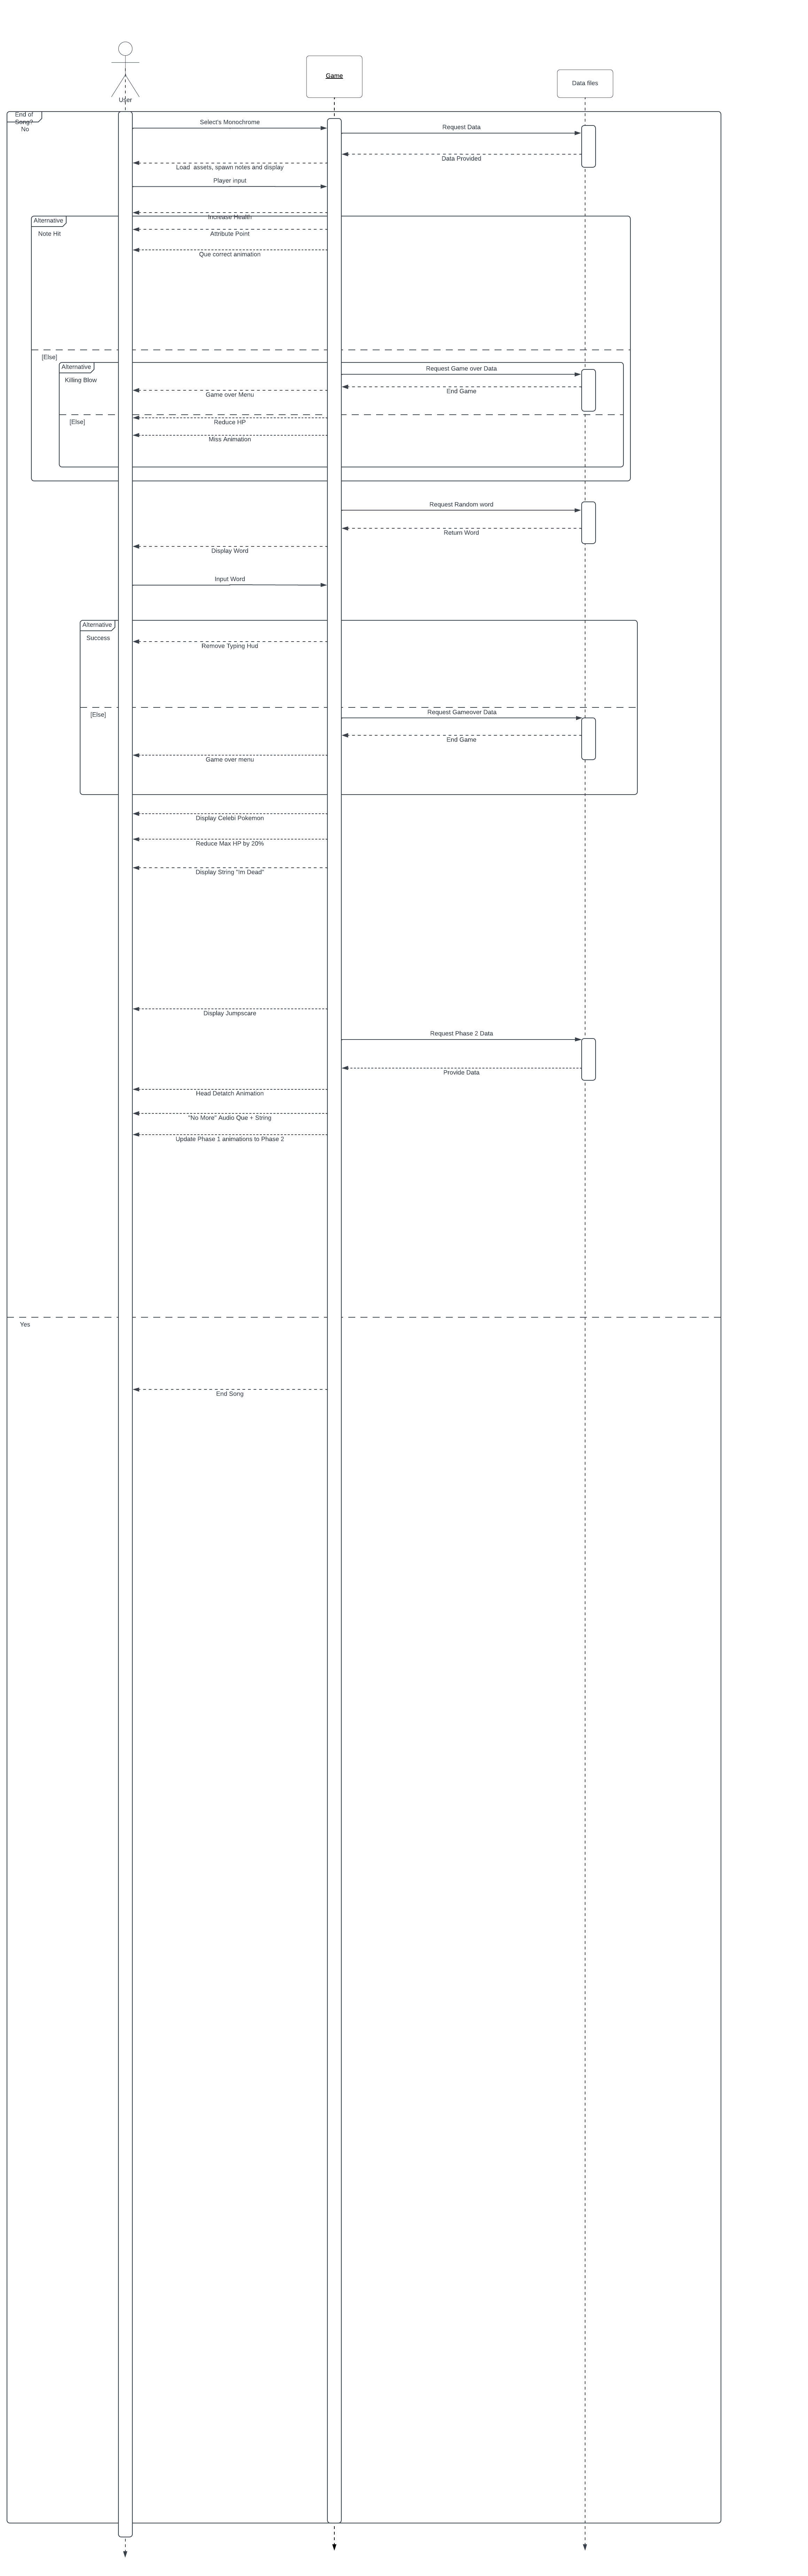 Game
Data files
User
End of
Song?
No
Select's Monochrome
Request Data
Data Provided
Load assets, spawn notes and display
Player input
Increase Health
Alternative
Note Hit
Attribute Point
Que correct animation
[Else]
Alternative
Killing Blow
Request Game over Data
End Game
Game over Menu
[Else]
Reduce HP
Miss Animation
Request Random word
Return Word
Display Word
Input Word
Alternative
Success
Remove Typing Hud
[Else]
Request Gameover Data
End Game
Game over menu
Display Celebi Pokemon
Reduce Max HP by 20%
Display String "Im Dead"
Display Jumpscare
Request Phase 2 Data
Provide Data
Head Detatch Animation
"No More" Audio Que + String
Update Phase 1 animations to Phase 2
Yes
End Song